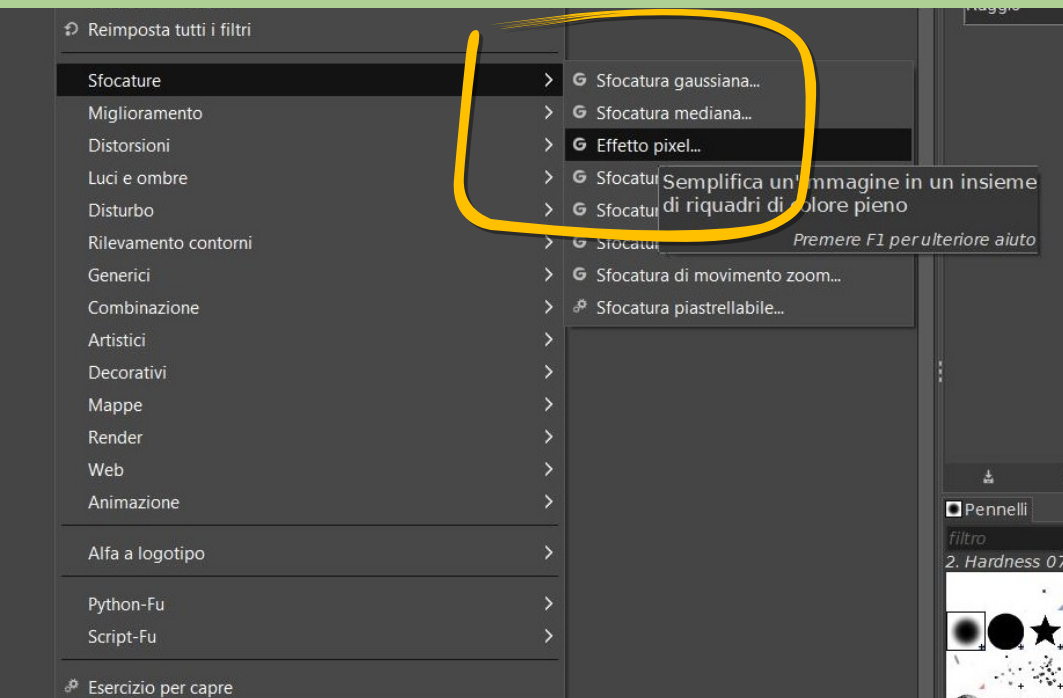 Raggio
Reimposta tutti i filtri
Sfocature
Miglioramento
Distorsioni
Luci e ombre
Disturbo
Rilevamento contorni
Generici
Combinazione
Artistici
Decorativi
Mappe
Render
Web
Animazione
Alfa a logotipo
Python-Fu
Script-Fu
Esercizio per capre
Sfocatura gaussiana...
Sfocatura mediana...
Effetto pixel...
Sfocatur
Sfocatur
Sfocatur
Sfocatura di movimento zoom...
Sfocatura piastrellabile...
Semplifica un'immagine in un insieme
di riquadri di colore pieno
Premere F1 per ulteriore aiuto
Pennelli
filtro
2. Hardness 07